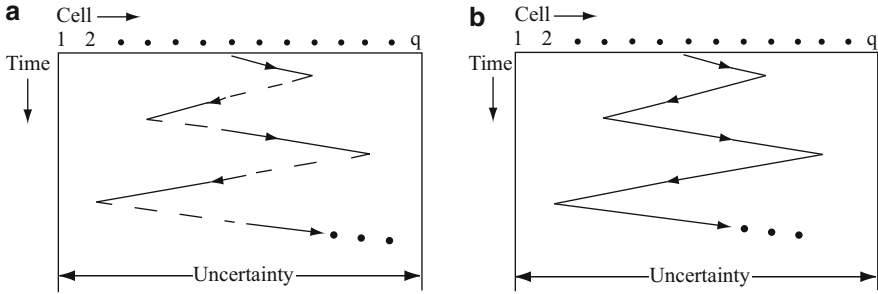 a
Cell
1 2 q
Time
Uncertainty
b
Cell
1 2 q
Time
Uncertainty